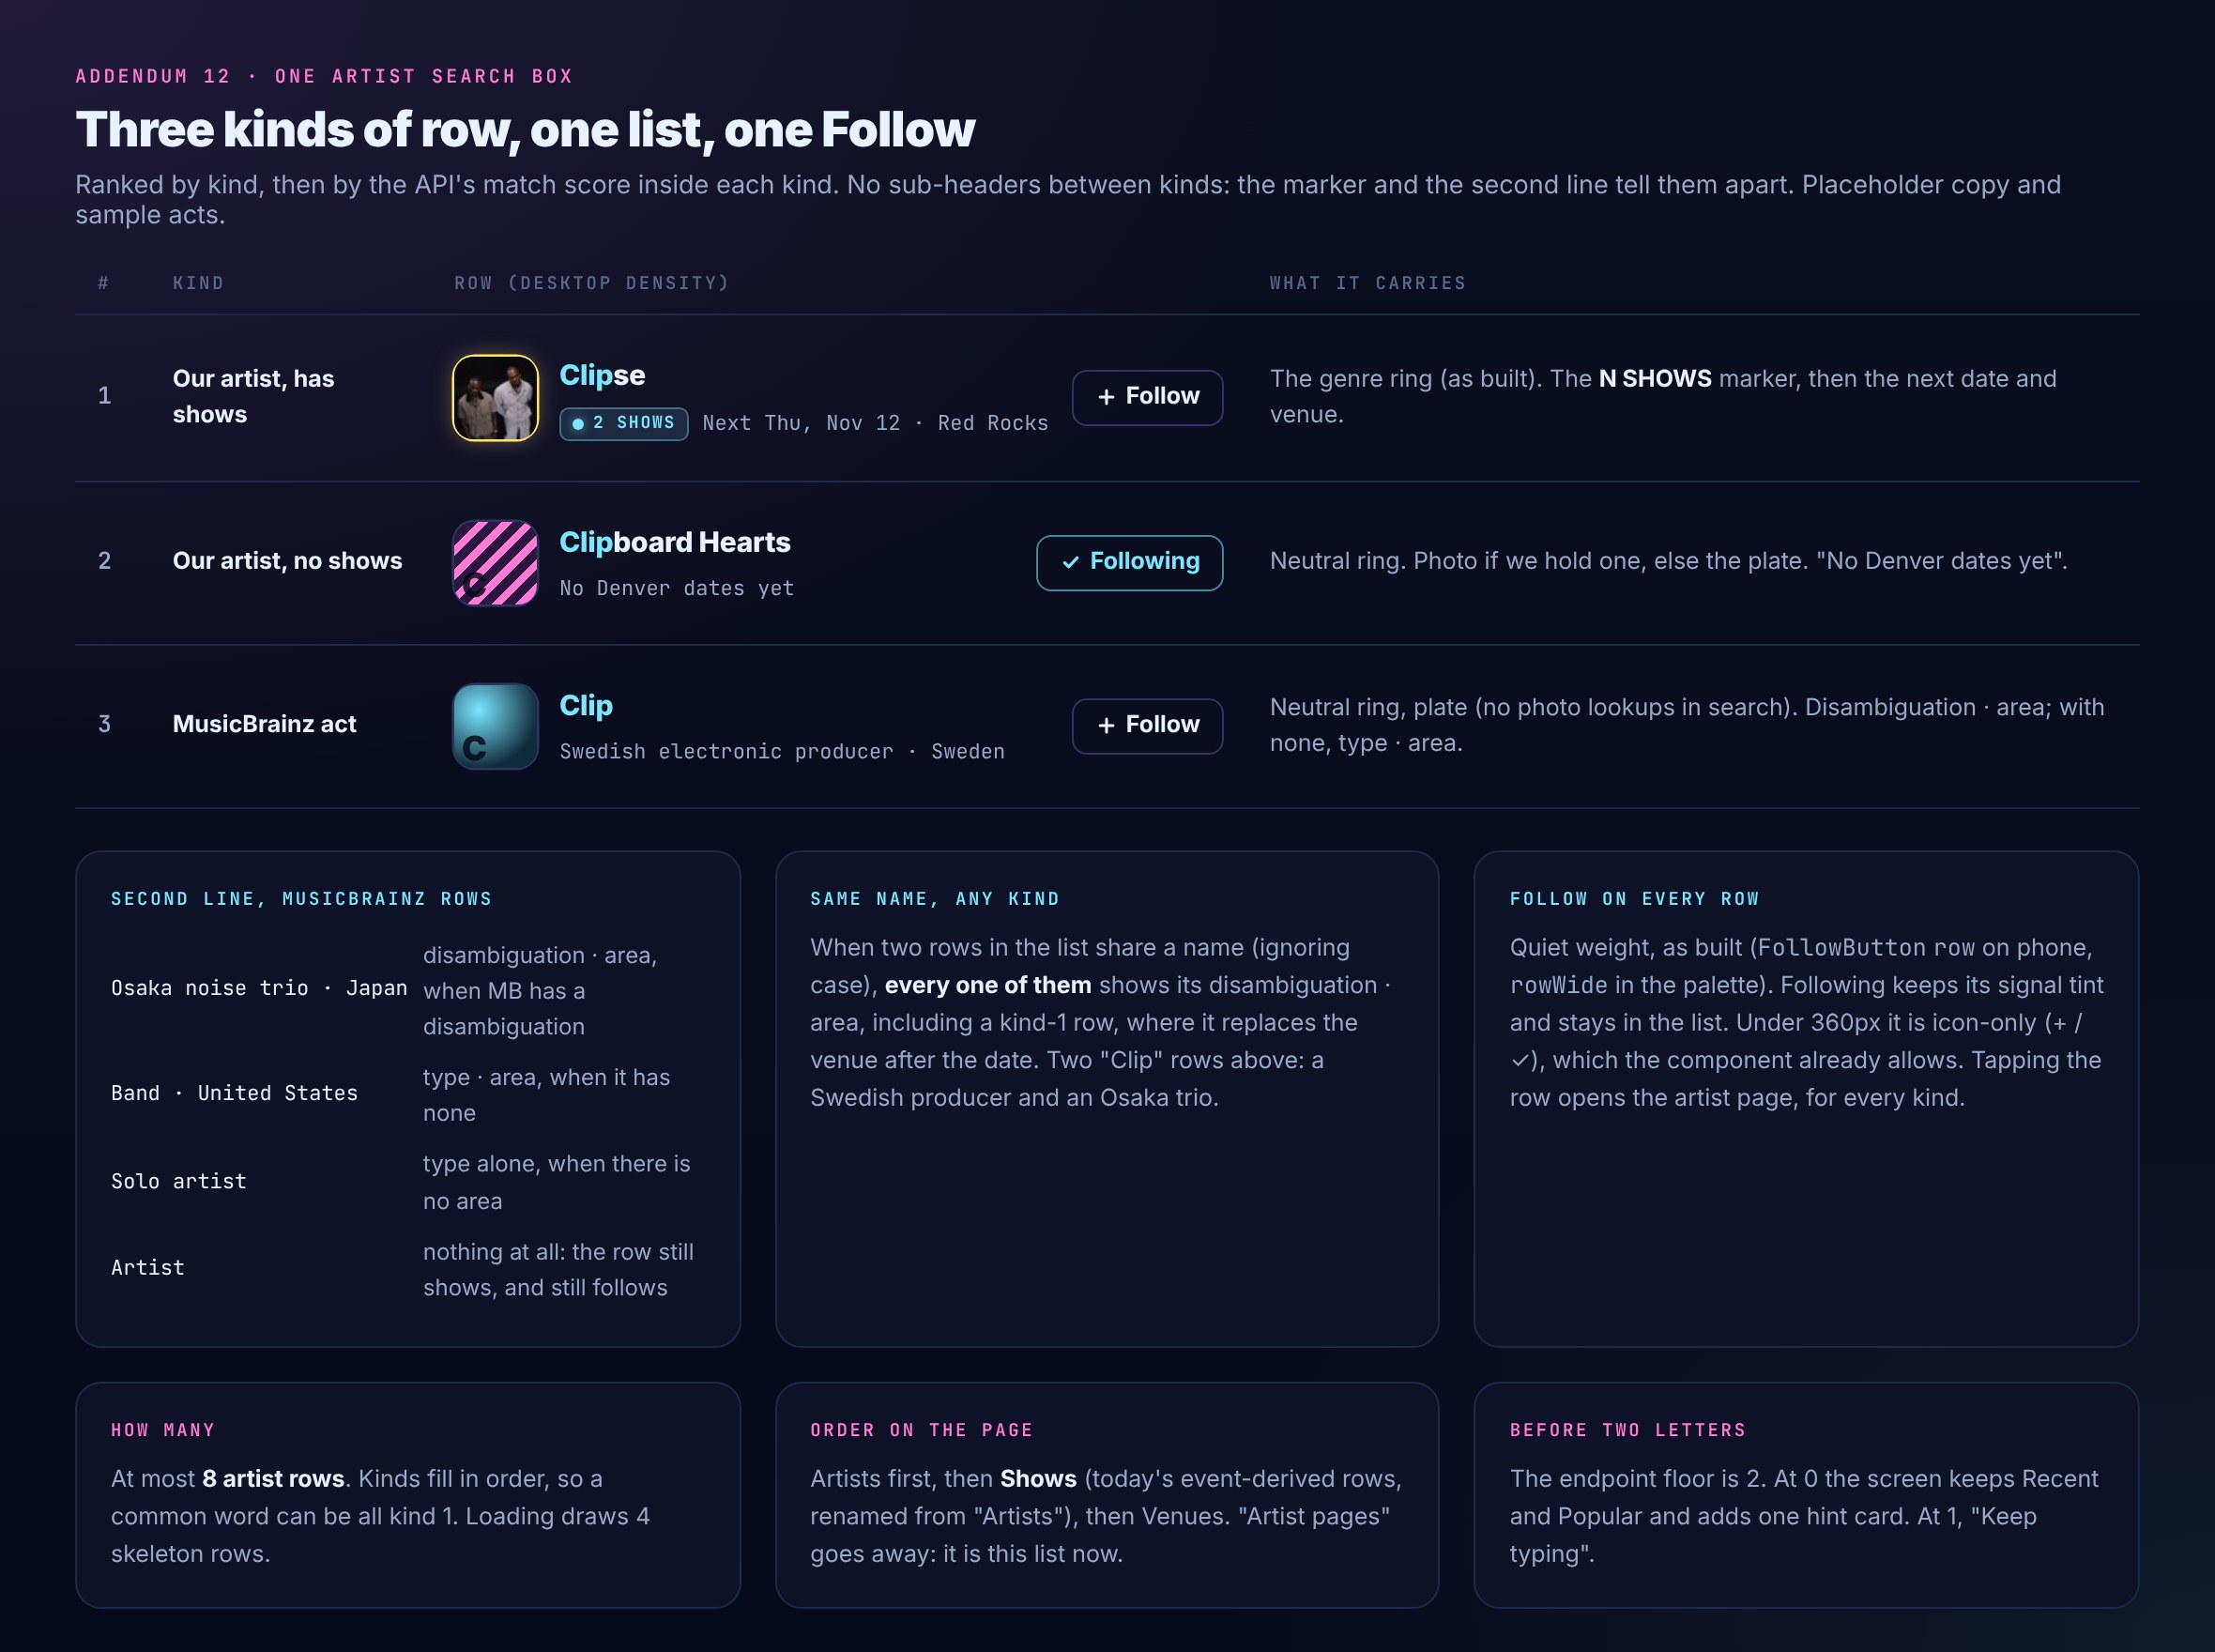 ADDENDUM 12 · ONE ARTIST SEARCH BOX
Three kinds of row, one list, one Follow
Ranked by kind, then by the API's match score inside each kind. No sub-headers between kinds: the marker and the second line tell them apart. Placeholder copy and
sample acts.
# KIND ROW (DESKTOP DENSITY) WHAT IT CARRIES
1
Our artist, has
shows
Clipse
2 SHOWS Next Thu, Nov 12 · Red Rocks
+ Follow
The genre ring (as built). The N SHOWS marker, then the next date and
venue.
2
Our artist, no shows
C
Clipboard Hearts
No Denver dates yet
✓ Following
Neutral ring. Photo if we hold one, else the plate. "No Denver dates yet".
3
MusicBrainz act
C
Clip
Swedish electronic producer · Sweden
+ Follow
Neutral ring, plate (no photo lookups in search). Disambiguation · area; with
none, type · area.
SECOND LINE, MUSICBRAINZ ROWS
Osaka noise trio · Japan
disambiguation · area,
when MB has a
disambiguation
Band · United States
type · area, when it has
none
Solo artist
type alone, when there is
no area
Artist
nothing at all: the row still
shows, and still follows
SAME NAME, ANY KIND
When two rows in the list share a name (ignoring
case), every one of them shows its disambiguation ·
area, including a kind-1 row, where it replaces the
venue after the date. Two "Clip" rows above: a
Swedish producer and an Osaka trio.
FOLLOW ON EVERY ROW
Quiet weight, as built (FollowButton row on phone,
rowWide in the palette). Following keeps its signal tint
and stays in the list. Under 360px it is icon-only (+ /
✓), which the component already allows. Tapping the
row opens the artist page, for every kind.
HOW MANY
At most 8 artist rows. Kinds fill in order, so a
common word can be all kind 1. Loading draws 4
skeleton rows.
ORDER ON THE PAGE
Artists first, then Shows (today's event-derived rows,
renamed from "Artists"), then Venues. "Artist pages"
goes away: it is this list now.
BEFORE TWO LETTERS
The endpoint floor is 2. At 0 the screen keeps Recent
and Popular and adds one hint card. At 1, "Keep
typing".